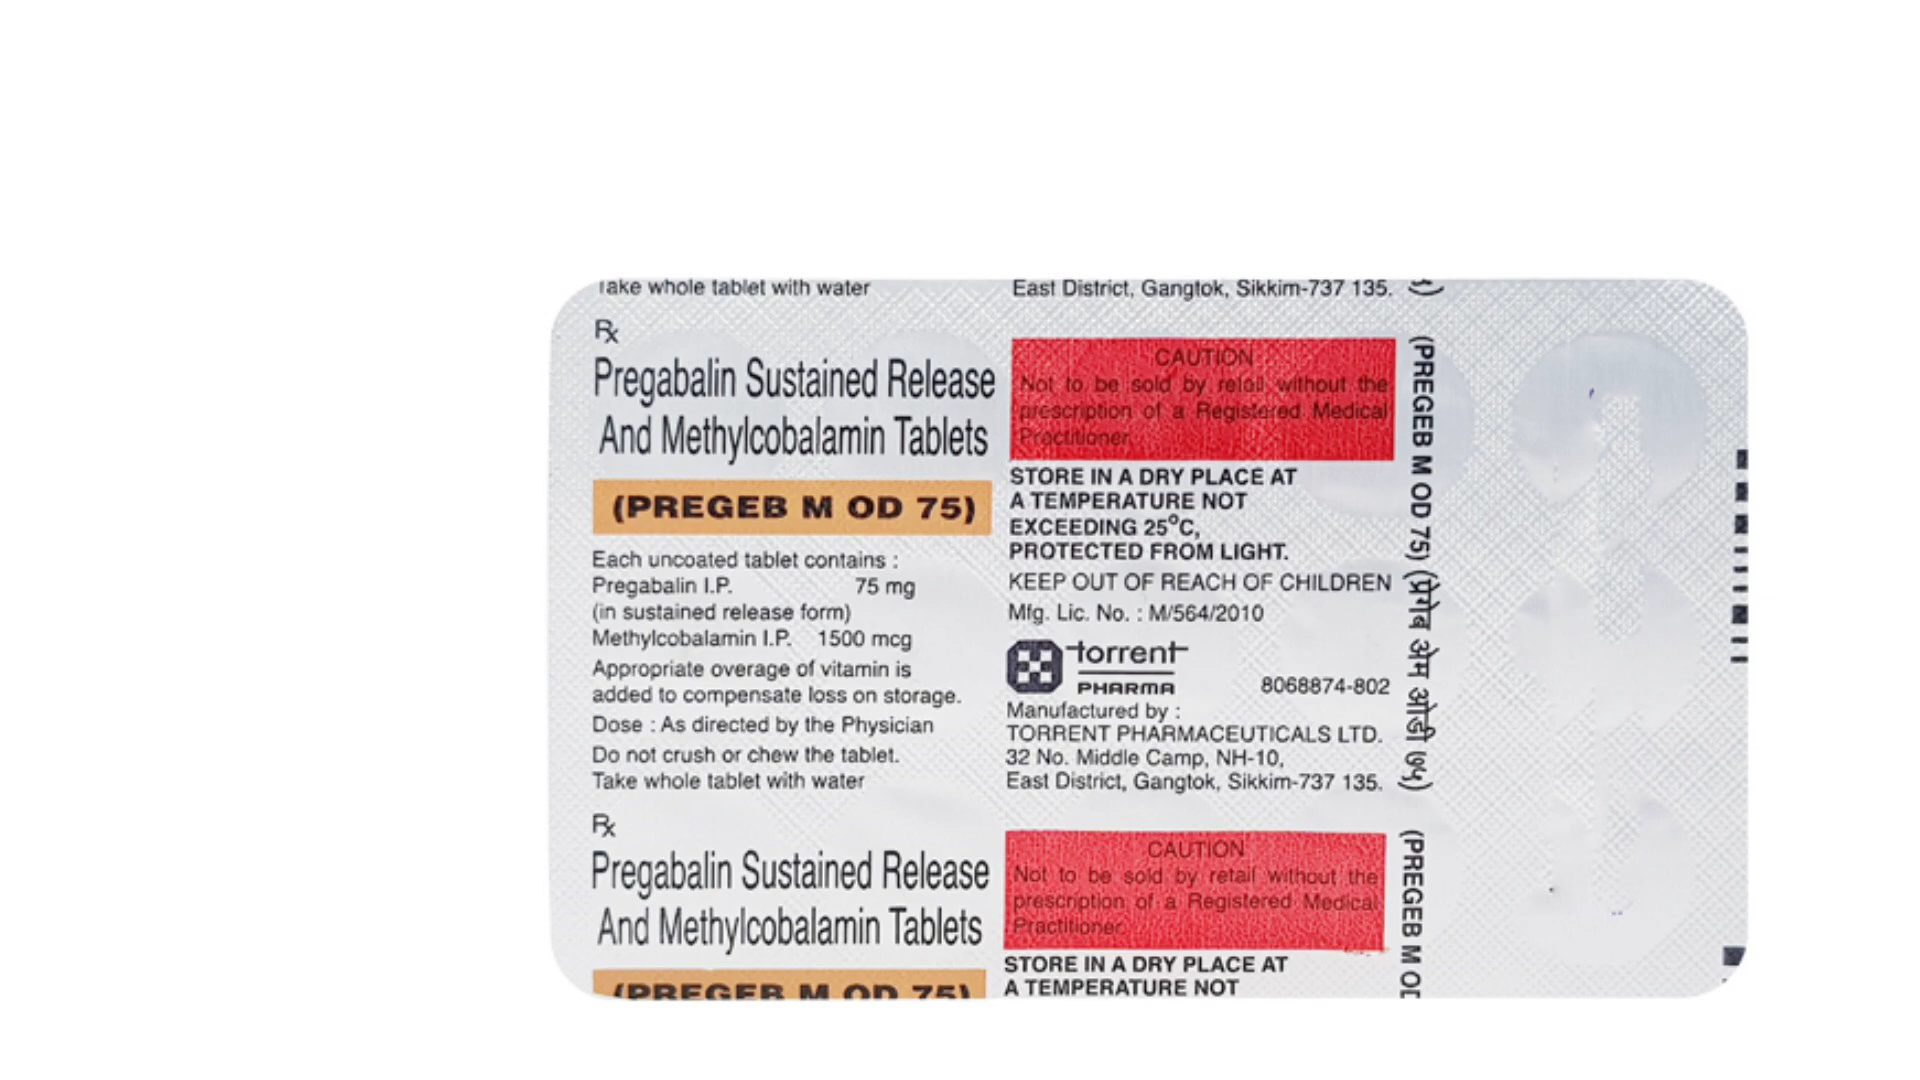 Take whole tablet with water
Rx
Pregabalin Sustained Release
And Methylcobalamin Tablets
(PREGEB M OD 75)
Each uncoated tablet contains :
Pregabalin I.P. 75 mg
(in sustained release form)
Methylcobalamin I.P. 1500 mcg
Appropriate overage of vitamin is
added to compensate loss on storage.
Dose : As directed by the Physician
Do not crush or chew the tablet.
Take whole tablet with water
Rx
Pregabalin Sustained Release
And Methylcobalamin Tablets
(PREGEB M OD 75)
East District, Gangtok, Sikkim-737 135.
CAUTION
Not to be sold by retail without the
prescription of a Registered Medical
Practitioner.
STORE IN A DRY PLACE AT
A TEMPERATURE NOT
EXCEEDING 25°C,
PROTECTED FROM LIGHT.
KEEP OUT OF REACH OF CHILDREN
Mfg. Lic. No. : M/564/2010
torrent
PHARMA
8068874-802
Manufactured by :
TORRENT PHARMACEUTICALS LTD.
32 No. Middle Camp, NH-10,
East District, Gangtok, Sikkim-737 135.
CAUTION
Not to be sold by retail without the
prescription of a Registered Medical
Practitioner.
STORE IN A DRY PLACE AT
A TEMPERATURE NOT
(PREGEB M OD 75) (प्रेगेब अेम ओडी ७५)
(PREGEB M OD